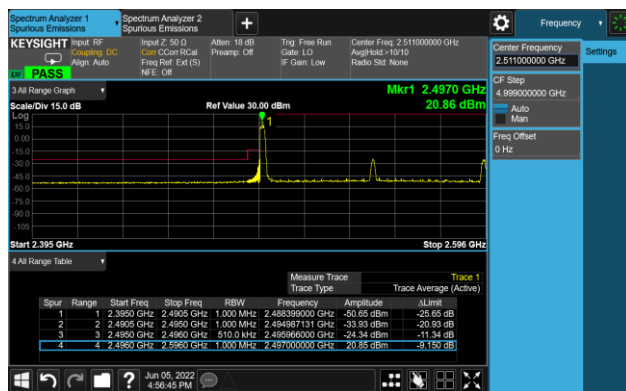 Spectrum Analyzer 1
Spurious Emissions
Spectrum Analyzer 2
Spurious Emissions
+
Frequency
KEYSIGHT
Input: RF
Coupling: DC
Align: Auto
Input Z: 50 Ω
Corr CCorr RCal
Freq Ref: Ext (S)
NFE: Off
Atten: 18 dB
Preamp: Off
Trig: Free Run
Gate: LO
IF Gain: Low
Center Freq: 2.511000000 GHz
Avg|Hold:>10/10
Radio Std: None
PASS
Center Frequency
2.511000000 GHz
Settings
CF Step
4.999000000 GHz
Auto
Man
Freq Offset
0 Hz
3 All Range Graph
Mkr1 2.4970 GHz
Scale/Div 15.0 dB
Ref Value 30.00 dBm
20.86 dBm
Log
15.0
0.00
-15.0
-30.0
-45.0
-60.0
-75.0
-90.0
-105
1
Start 2.395 GHz
Stop 2.596 GHz
4 All Range Table
Measure Trace Trace 1
Trace Type Trace Average (Active)
Spur Range Start Freq Stop Freq RBW Frequency Amplitude ΔLimit
1 1 2.3950 GHz 2.4905 GHz 1.000 MHz 2.488399000 GHz -50.65 dBm -25.65 dB
2 2 2.4905 GHz 2.4950 GHz 1.000 MHz 2.494987131 GHz -33.93 dBm -20.93 dB
3 3 2.4950 GHz 2.4960 GHz 510.0 kHz 2.495966000 GHz -24.34 dBm -11.34 dB
4 4 2.4960 GHz 2.5960 GHz 1.000 MHz 2.497000000 GHz 20.85 dBm -9.150 dB
?
Jun 05, 2022
4:56:45 PM